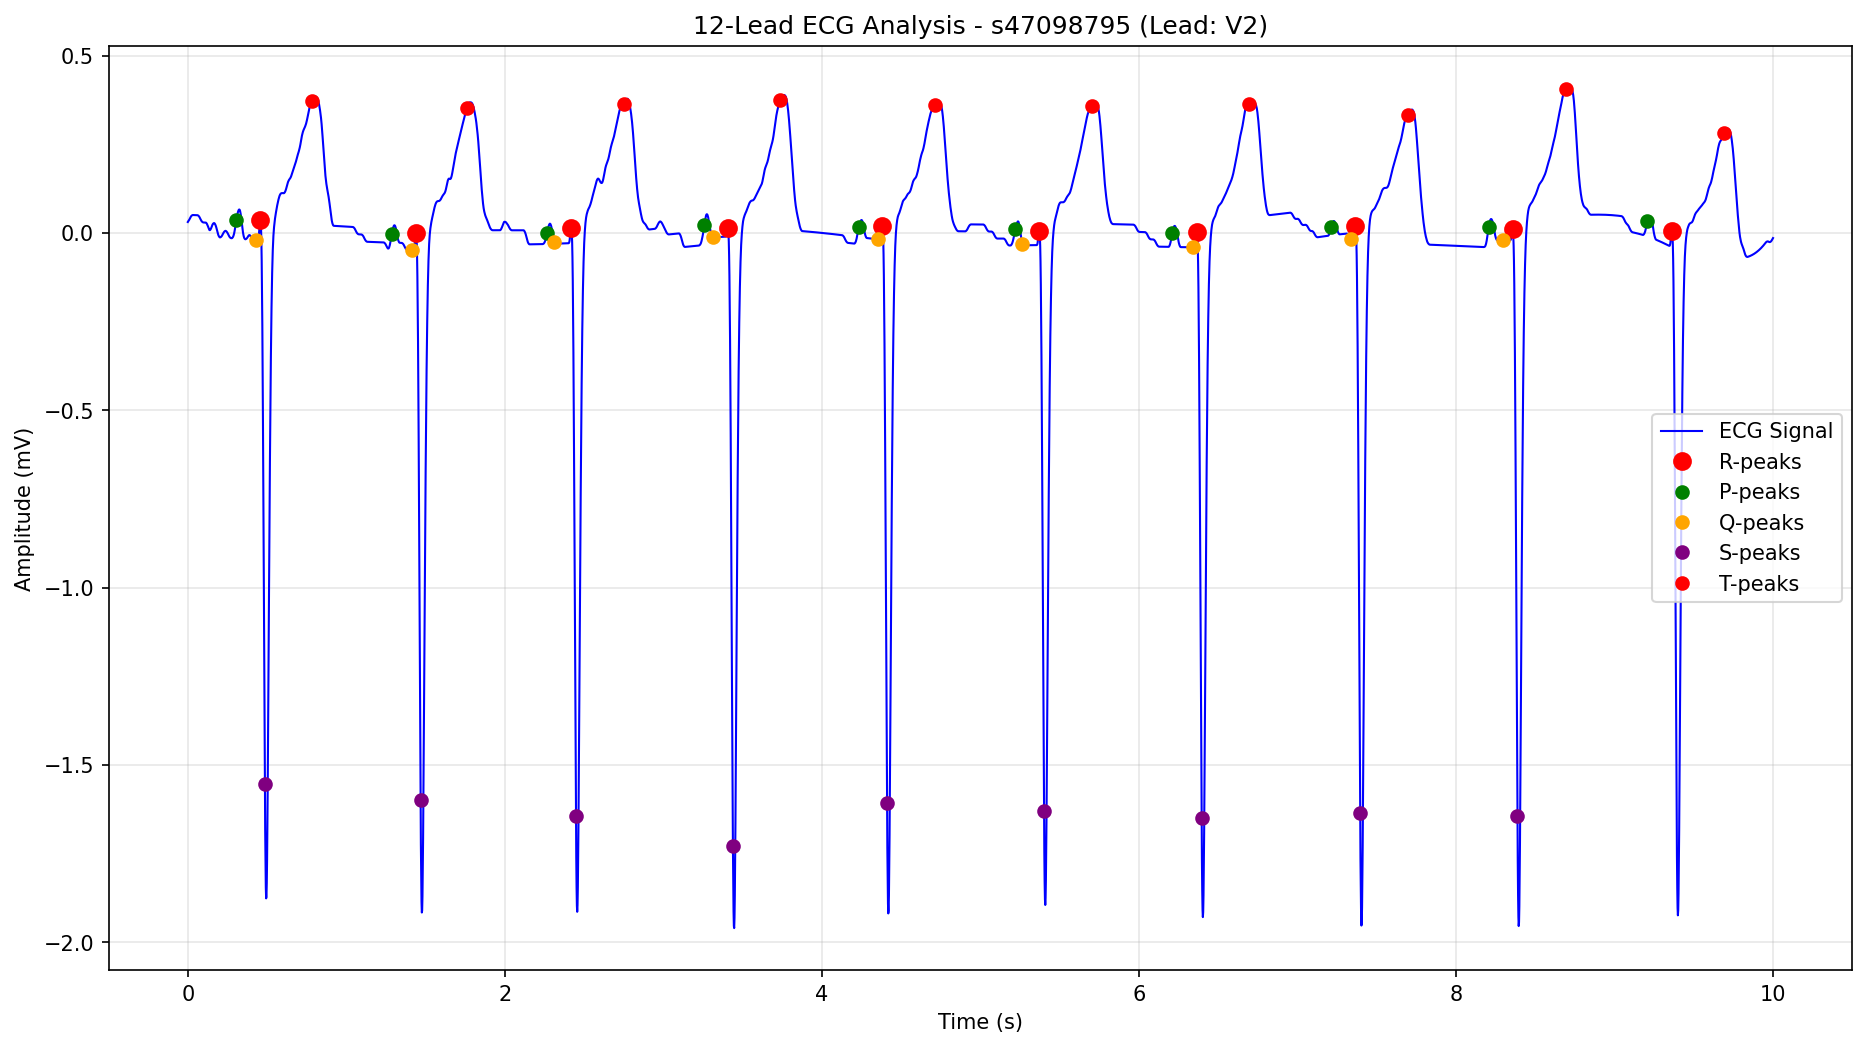 12-Lead ECG Analysis - s47098795 (Lead: V2)
0.5
0.0
−0.5
−1.0
−1.5
−2.0
Amplitude (mV)
ECG Signal
R-peaks
P-peaks
Q-peaks
S-peaks
T-peaks
0
2
4
6
8
10
Time (s)